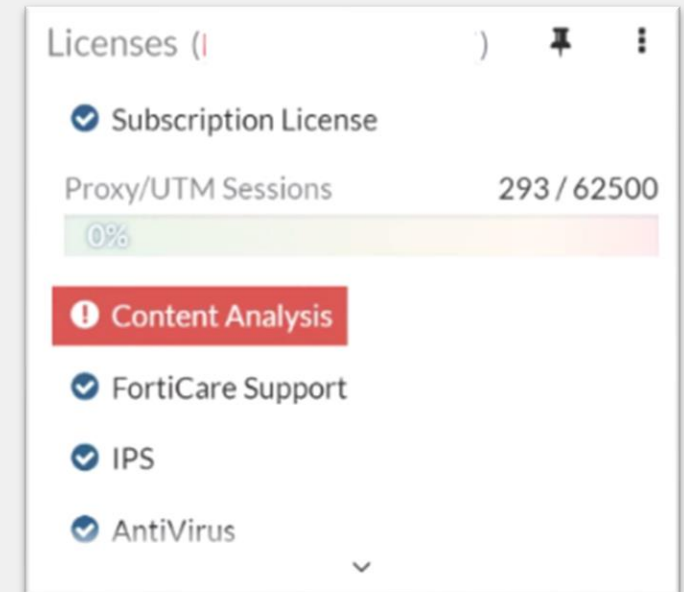 Licenses ( )
Subscription License
Proxy/UTM Sessions 293 / 62500
0%
Content Analysis
FortiCare Support
IPS
AntiVirus